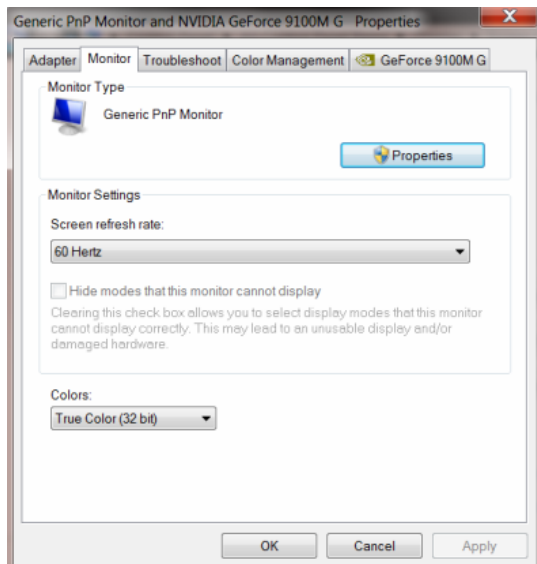 Generic PnP Monitor and NVIDIA GeForce 9100M G   Properties
Adapter Monitor Troubleshoot Color Management GeForce 9100M G
Monitor Type
Generic PnP Monitor
Properties
Monitor Settings
Screen refresh rate:
60 Hertz
Hide modes that this monitor cannot display
Clearing this check box allows you to select display modes that this monitor
cannot display correctly. This may lead to an unusable display and/or
damaged hardware.
Colors:
True Color (32 bit)
OK Cancel Apply